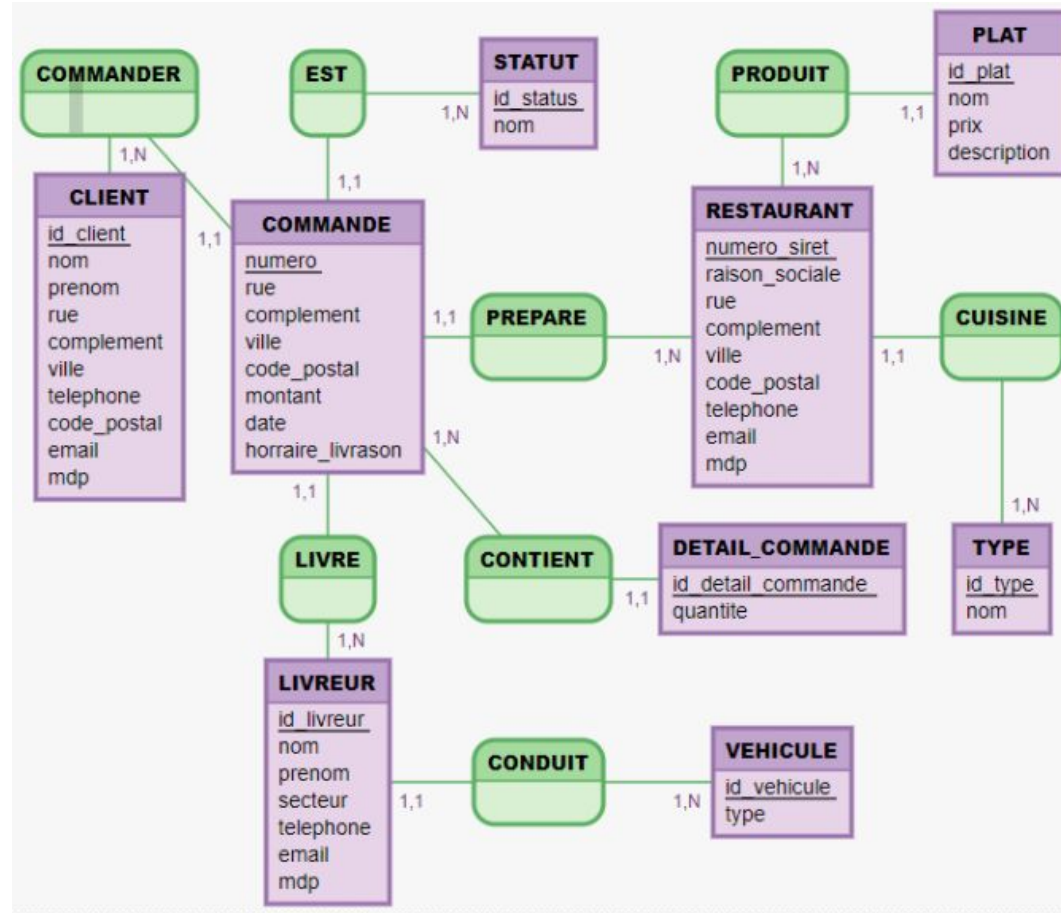 COMMANDER
1,N
1,1
EST
1,N
1,1
STATUT
id_status
nom
PRODUIT
1,1
1,N
PLAT
id_plat
nom
prix
description
CLIENT
id_client
nom
prenom
rue
complement
ville
telephone
code_postal
email
mdp
COMMANDE
numero
rue
complement
ville
code_postal
montant
date
horraire_livrason
1,1
PREPARE
1,N
RESTAURANT
numero_siret
raison_sociale
rue
complement
ville
code_postal
telephone
email
mdp
1,1
CUISINE
1,N
TYPE
id_type
nom
1,N
CONTIENT
1,1
DETAIL_COMMANDE
id_detail_commande
quantite
1,1
LIVRE
1,N
LIVREUR
id_livreur
nom
prenom
secteur
telephone
email
mdp
1,1
CONDUIT
1,N
VEHICULE
id_vehicule
type